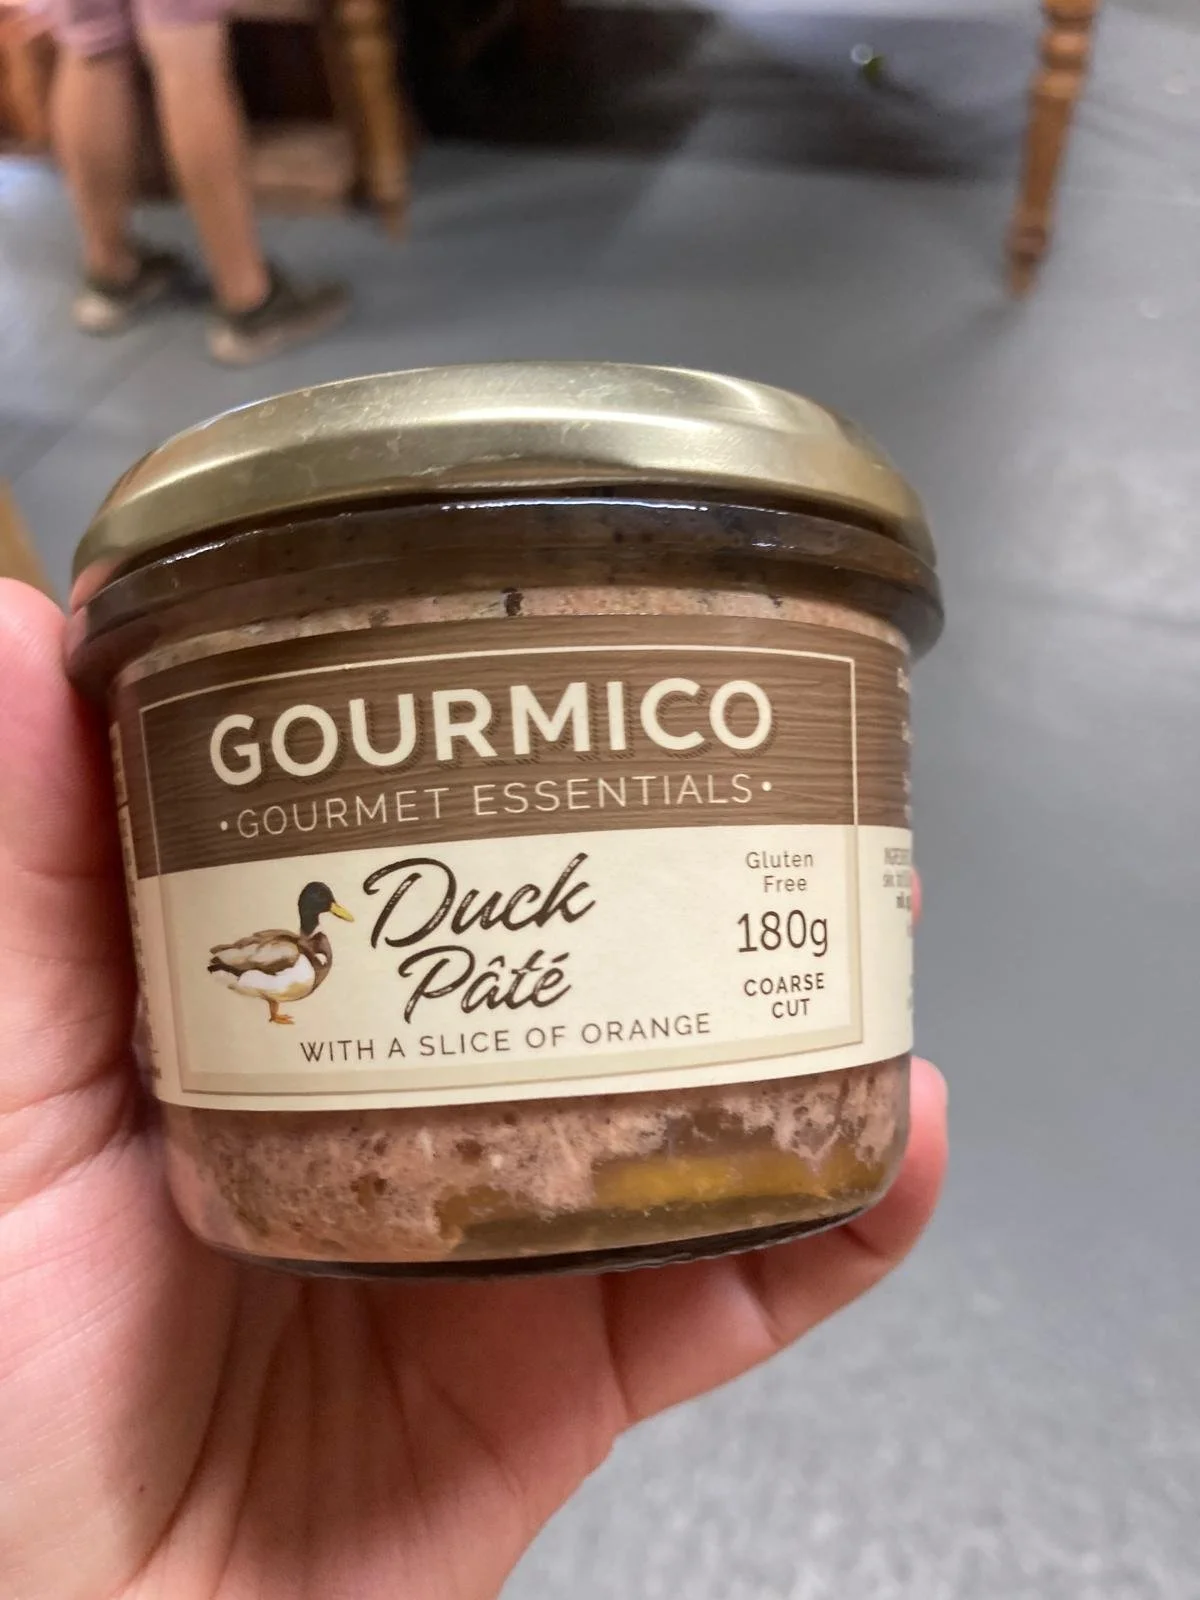 GOURMICO
•GOURMET ESSENTIALS•
Duck
Pâté
WITH A SLICE OF ORANGE
Gluten
Free
180g
COARSE
CUT